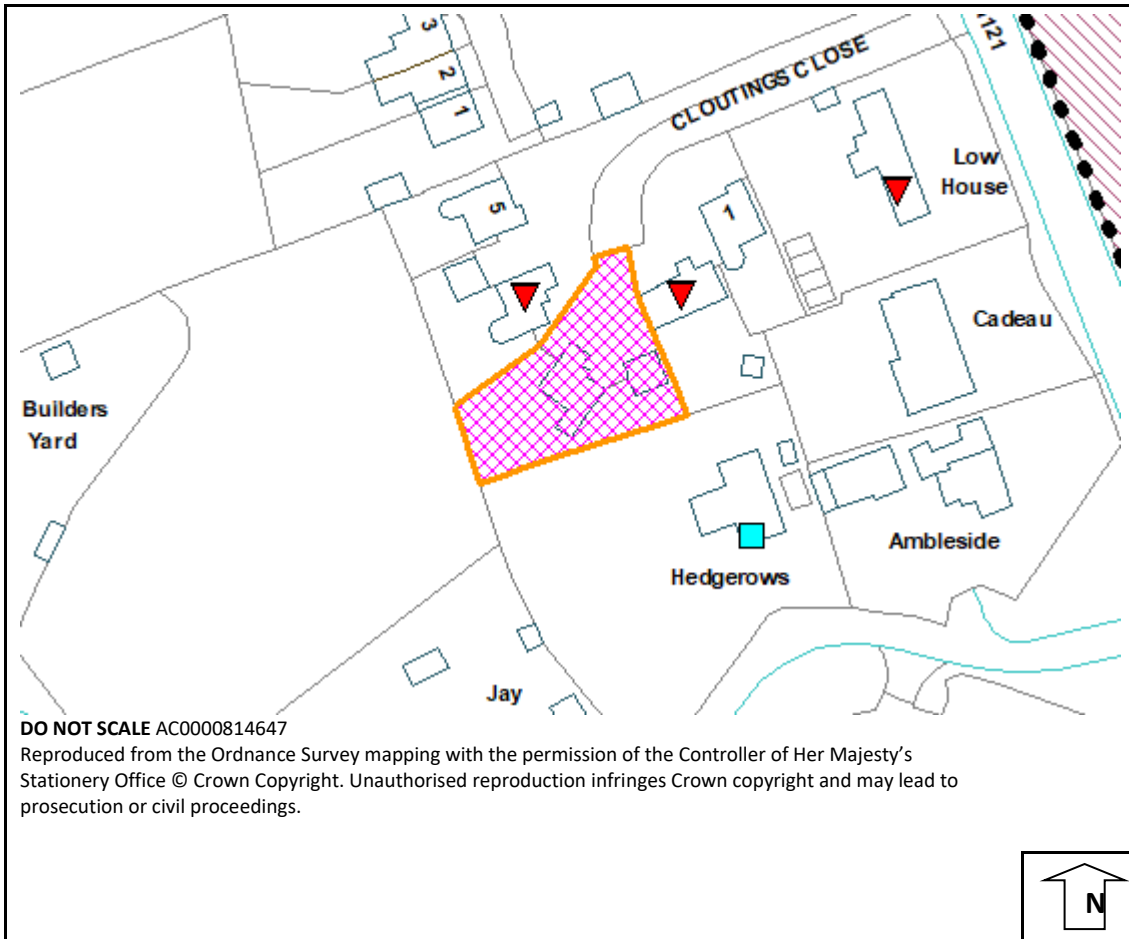 3
2
1
CLOUTINGS CLOSE
1121
Low
House
5
1
Cadeau
Builders
Yard
Ambleside
Hedgerows
Jay
DO NOT SCALE AC0000814647
Reproduced from the Ordnance Survey mapping with the permission of the Controller of Her Majesty’s
Stationery Office © Crown Copyright. Unauthorised reproduction infringes Crown copyright and may lead to
prosecution or civil proceedings.
N